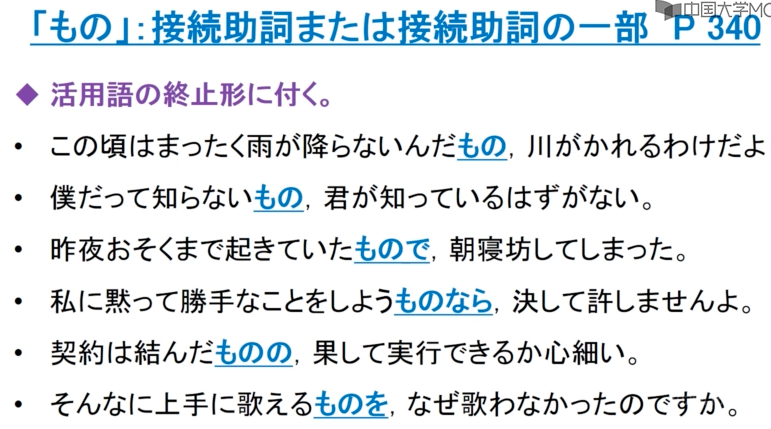 「もの」：接続助詞または接続助詞の一部 P 340
中国大学MO
◆ 活用語の終止形に付く。
• この頃はまったく雨が降らないんだもの，川がかれるわけだよ
• 僕だって知らないもの，君が知っているはずがない。
• 昨夜おそくまで起きていたもので，朝寝坊してしまった。
• 私に黙って勝手なことをしようものなら，決して許しませんよ。
• 契約は結んだものの，果して実行できるか心細い。
• そんなに上手に歌えるものを，なぜ歌わなかったのですか。